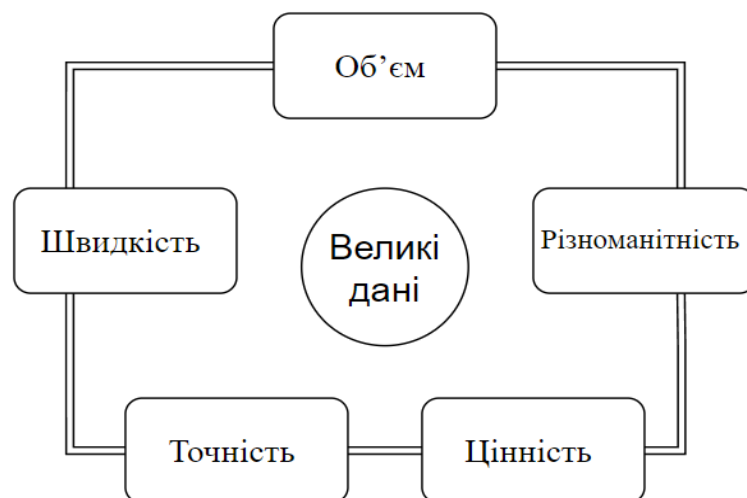 Об’єм
Швидкість
Великі
дані
Різноманітність
Точність
Цінність